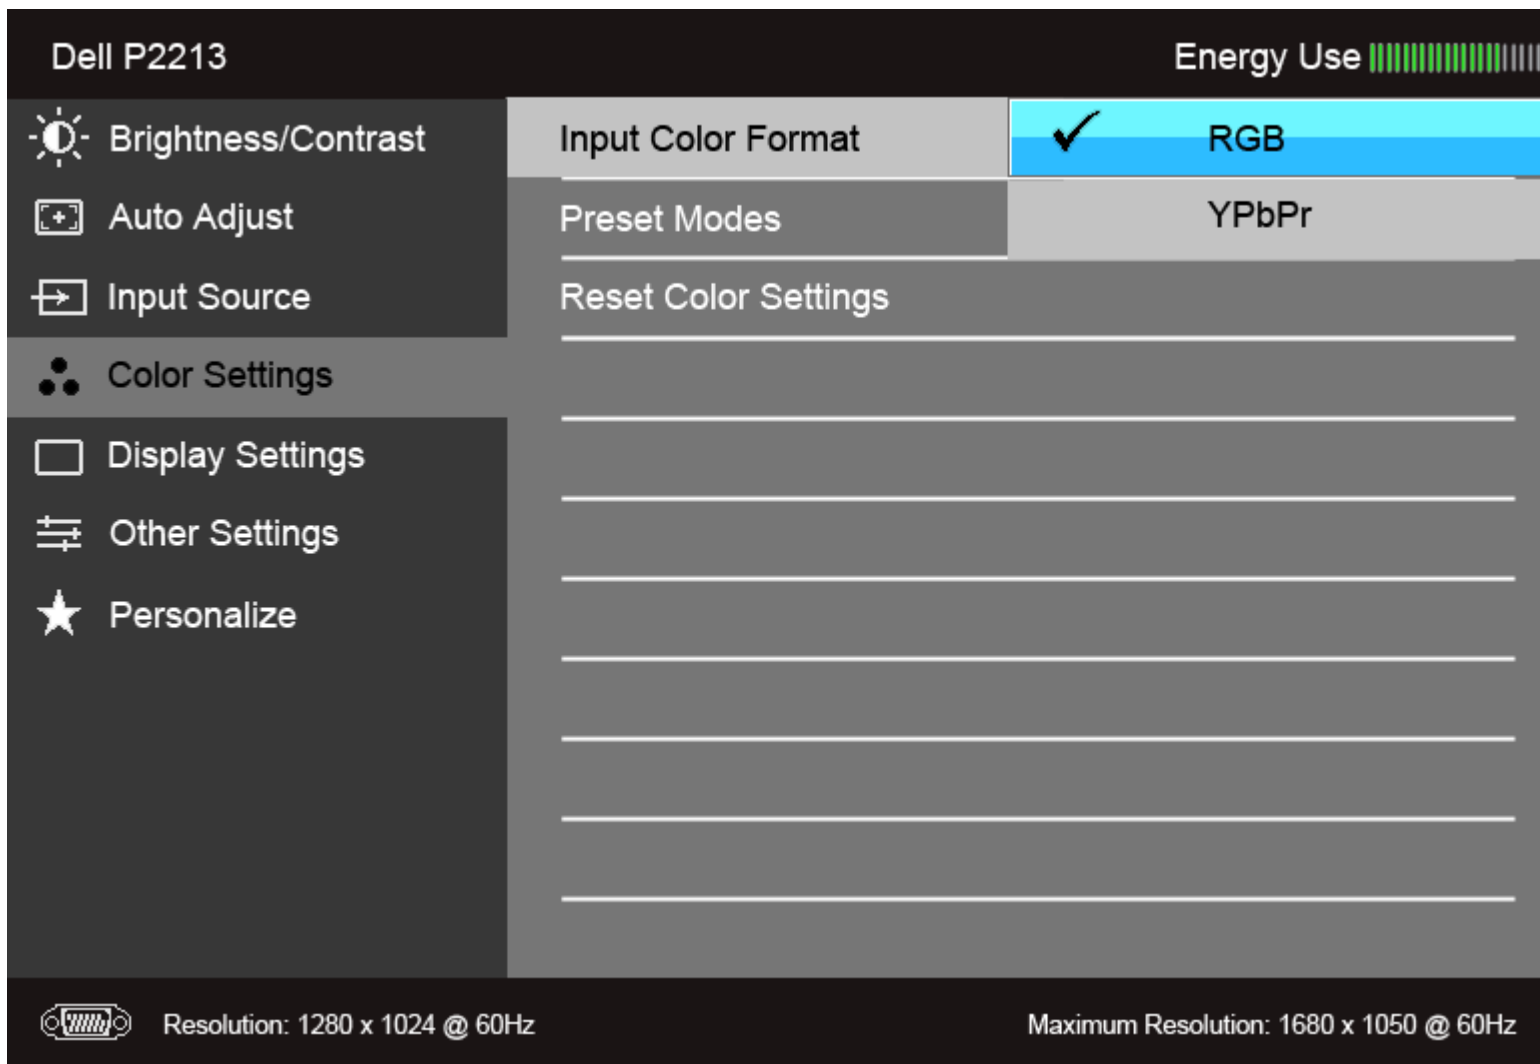 Dell P2213
Energy Use
Brightness/Contrast
Auto Adjust
Input Source
Color Settings
Display Settings
Other Settings
Personalize
Input Color Format
Preset Modes
Reset Color Settings
RGB
YPbPr
Resolution: 1280 x 1024 @ 60Hz
Maximum Resolution: 1680 x 1050 @ 60Hz